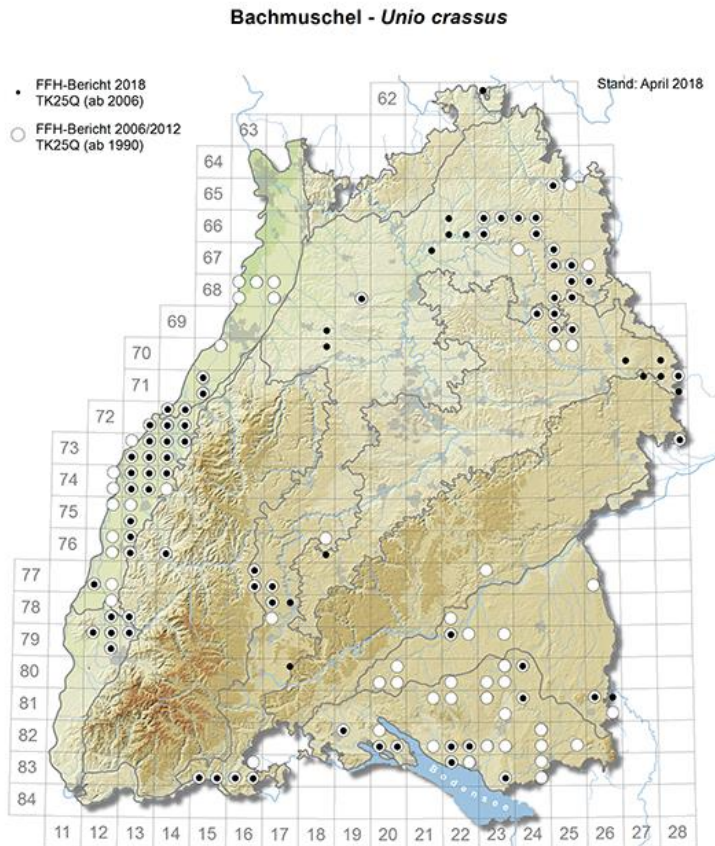 Bachmuschel - Unio crassus
FFH-Bericht 2018
TK25Q (ab 2006)
FFH-Bericht 2006/2012
TK25Q (ab 1990)
Stand: April 2018
62
63
64
65
66
67
68
69
70
71
72
73
74
75
76
77
78
79
80
81
82
83
84
Bodensee
11 12 13 14 15 16 17 18 19 20 21 22 23 24 25 26 28